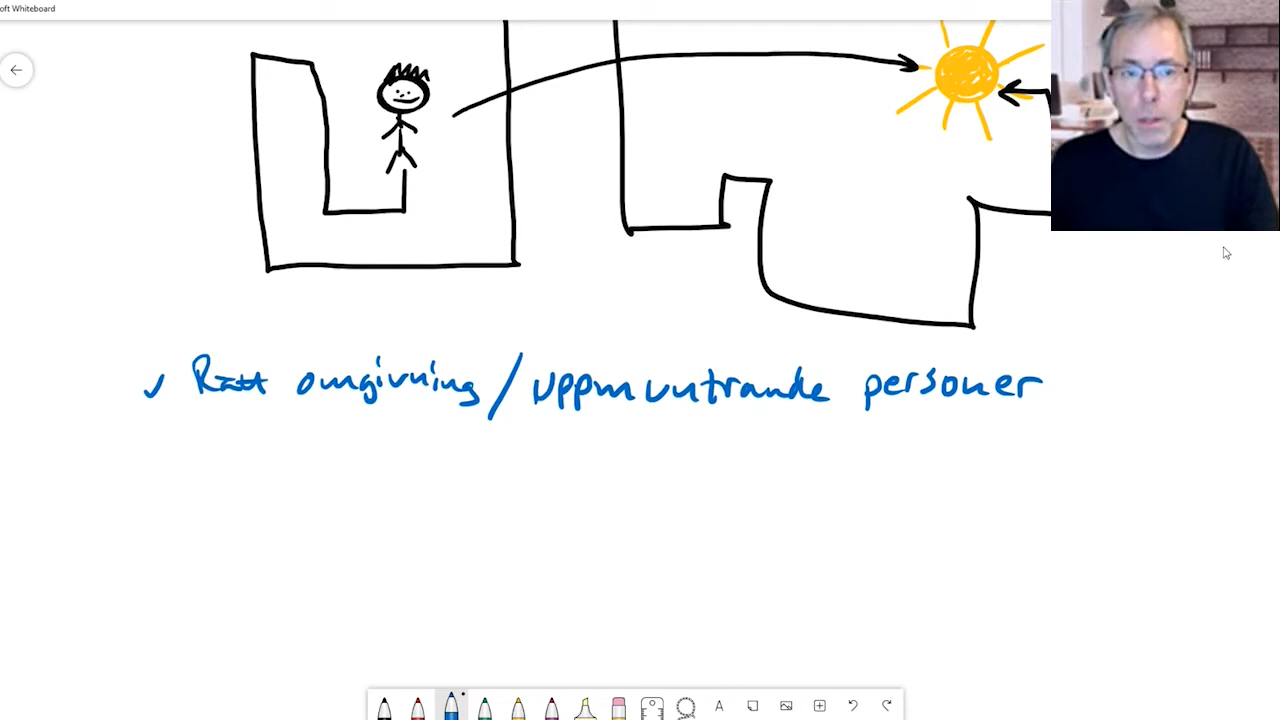 oft Whiteboard
✓ Rätt omgivning / uppmuntrande personer
A